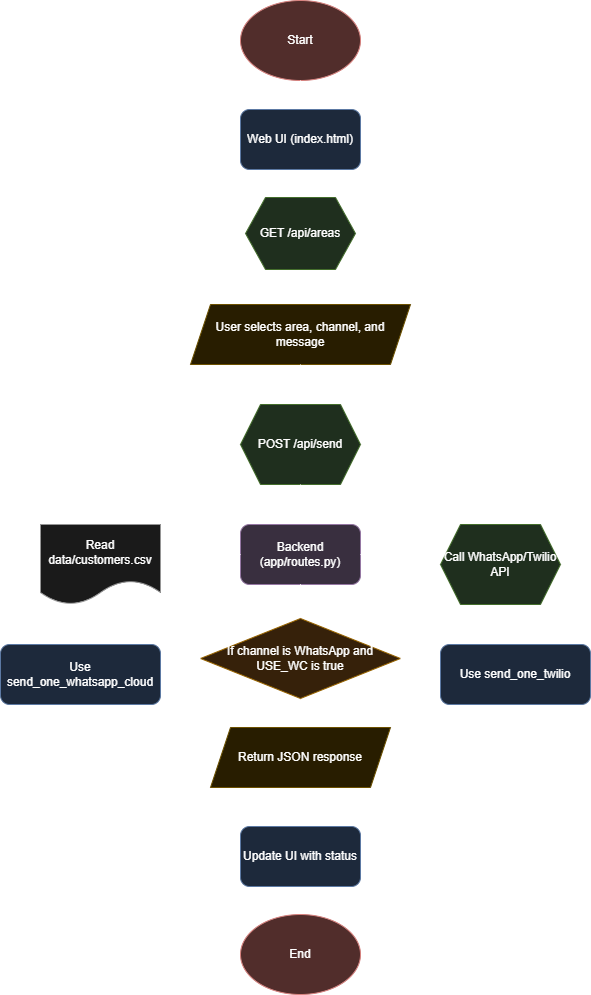 Start
Web UI (index.html)
GET /api/areas
User selects area, channel, and
message
POST /api/send
Read
data/customers.csv
Backend
(app/routes.py)
Call WhatsApp/Twilio
API
Use
send_one_whatsapp_cloud
If channel is WhatsApp and
USE_WC is true
Use send_one_twilio
Return JSON response
Update UI with status
End